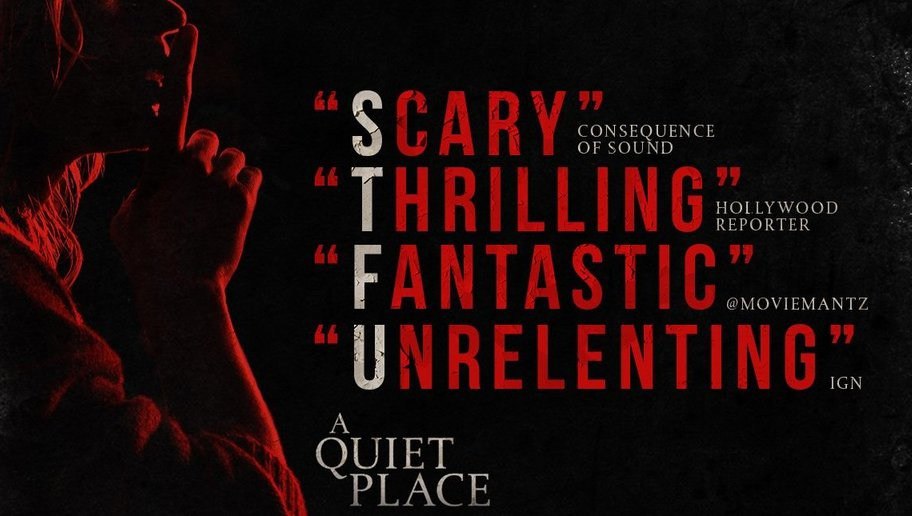 “SCARY”
CONSEQUENCE
OF SOUND
“THRILLING”
HOLLYWOOD
REPORTER
“FANTASTIC”
@MOVIEMANTZ
“UNRELENTING”
IGN
A
QUIET
PLACE